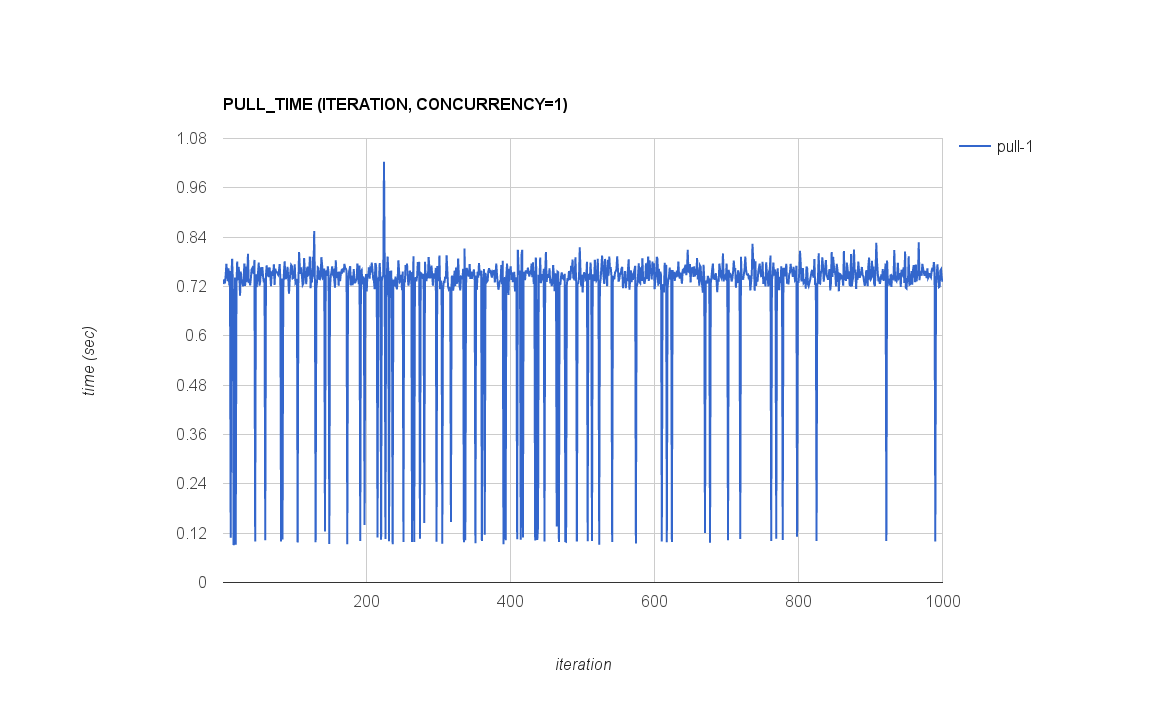 PULL_TIME (ITERATION, CONCURRENCY=1)
1.08
pull-1
0.96
0.84
0.72
0.6
time (sec)
0.48
0.36
0.24
0.12
0
200 400 600 800 1000
iteration